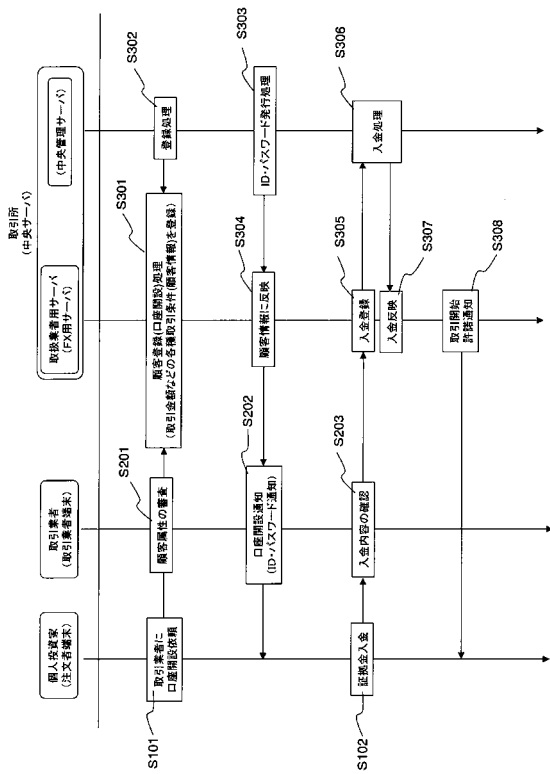 取引所
(中央サーバ)
個人投資家
(注文者端末)
取引業者
(取引業者端末)
取扱業者用サーバ
(FX用サーバ)
(中央管理サーバ)
S101
取引業者に
口座開設依頼
S201
顧客属性の審査
S301
顧客登録(口座開設)処理
(取引金額などの各種取引条件(顧客情報)を登録)
S302
登録処理
S303
ID・パスワード発行処理
S304
顧客情報に反映
S202
口座開設通知
(ID・パスワード通知)
S102
証拠金入金
S203
入金内容の確認
S305
入金登録
S306
入金処理
S307
入金反映
S308
取引開始
許諾通知